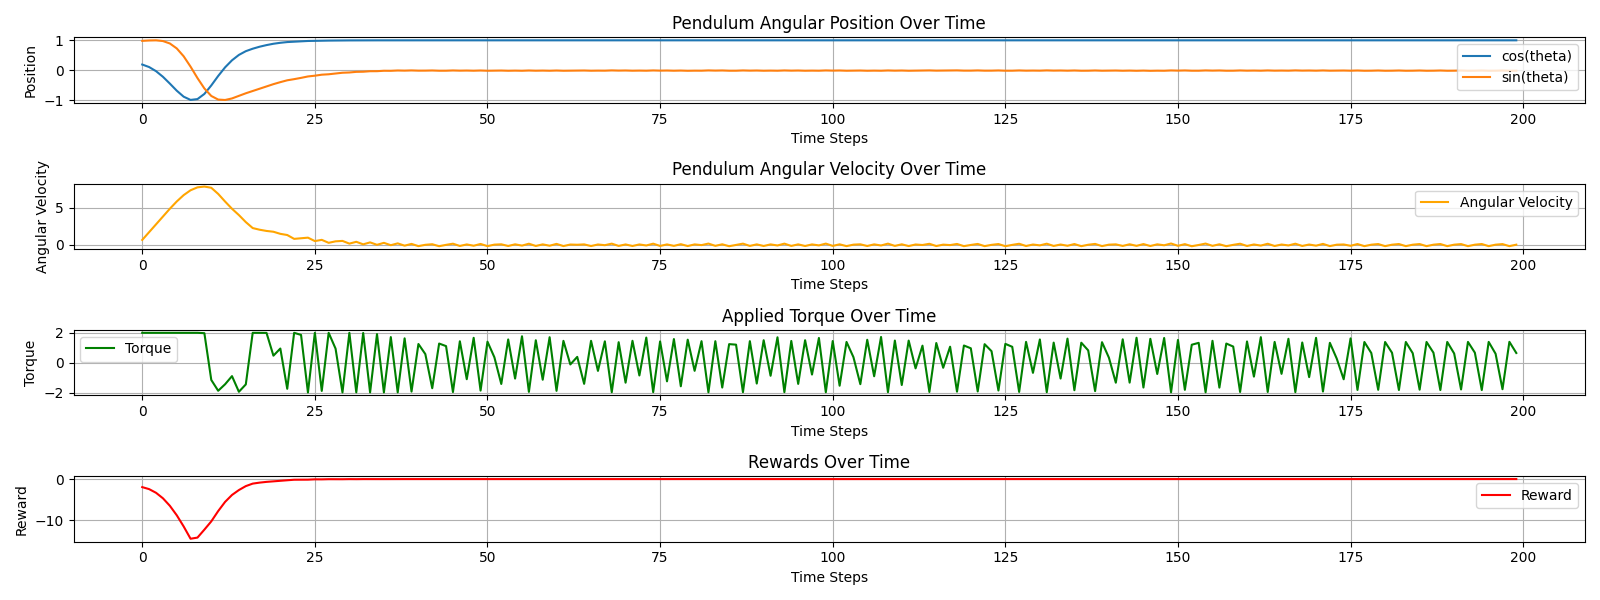 Pendulum Angular Position Over Time
Position
1
0
−1
cos(theta)
sin(theta)
0 25 50 75 100 125 150 175 200
Time Steps
Pendulum Angular Velocity Over Time
Angular Velocity
5
0
Angular Velocity
0 25 50 75 100 125 150 175 200
Time Steps
Applied Torque Over Time
Torque
2
0
−2
Torque
0 25 50 75 100 125 150 175 200
Time Steps
Rewards Over Time
Reward
0
−10
Reward
0 25 50 75 100 125 150 175 200
Time Steps